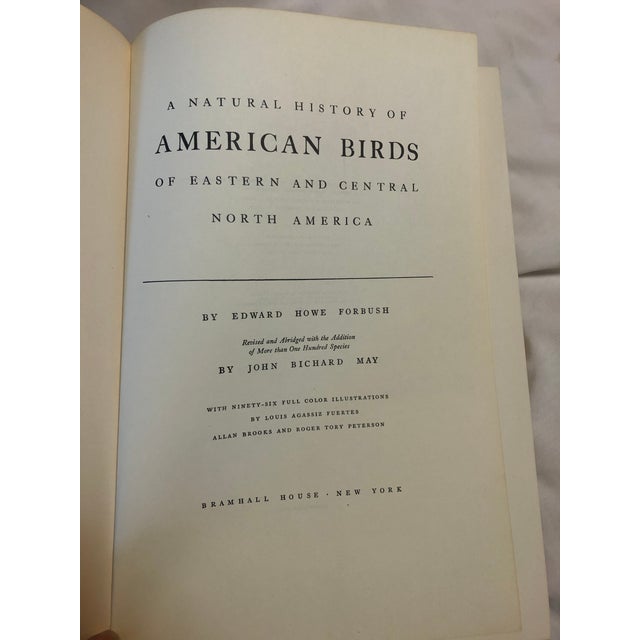 A NATURAL HISTORY OF
AMERICAN BIRDS
OF EASTERN AND CENTRAL
NORTH AMERICA
BY EDWARD HOWE FORBUSH
Revised and Abridged with the Addition
of More than One Hundred Species
BY JOHN BICHARD MAY
WITH NINETY-SIX FULL COLOR ILLUSTRATIONS
BY LOUIS AGASSIZ FUERTES
ALLAN BROOKS AND ROGER TORY PETERSON
BRAMHALL HOUSE · NEW YORK